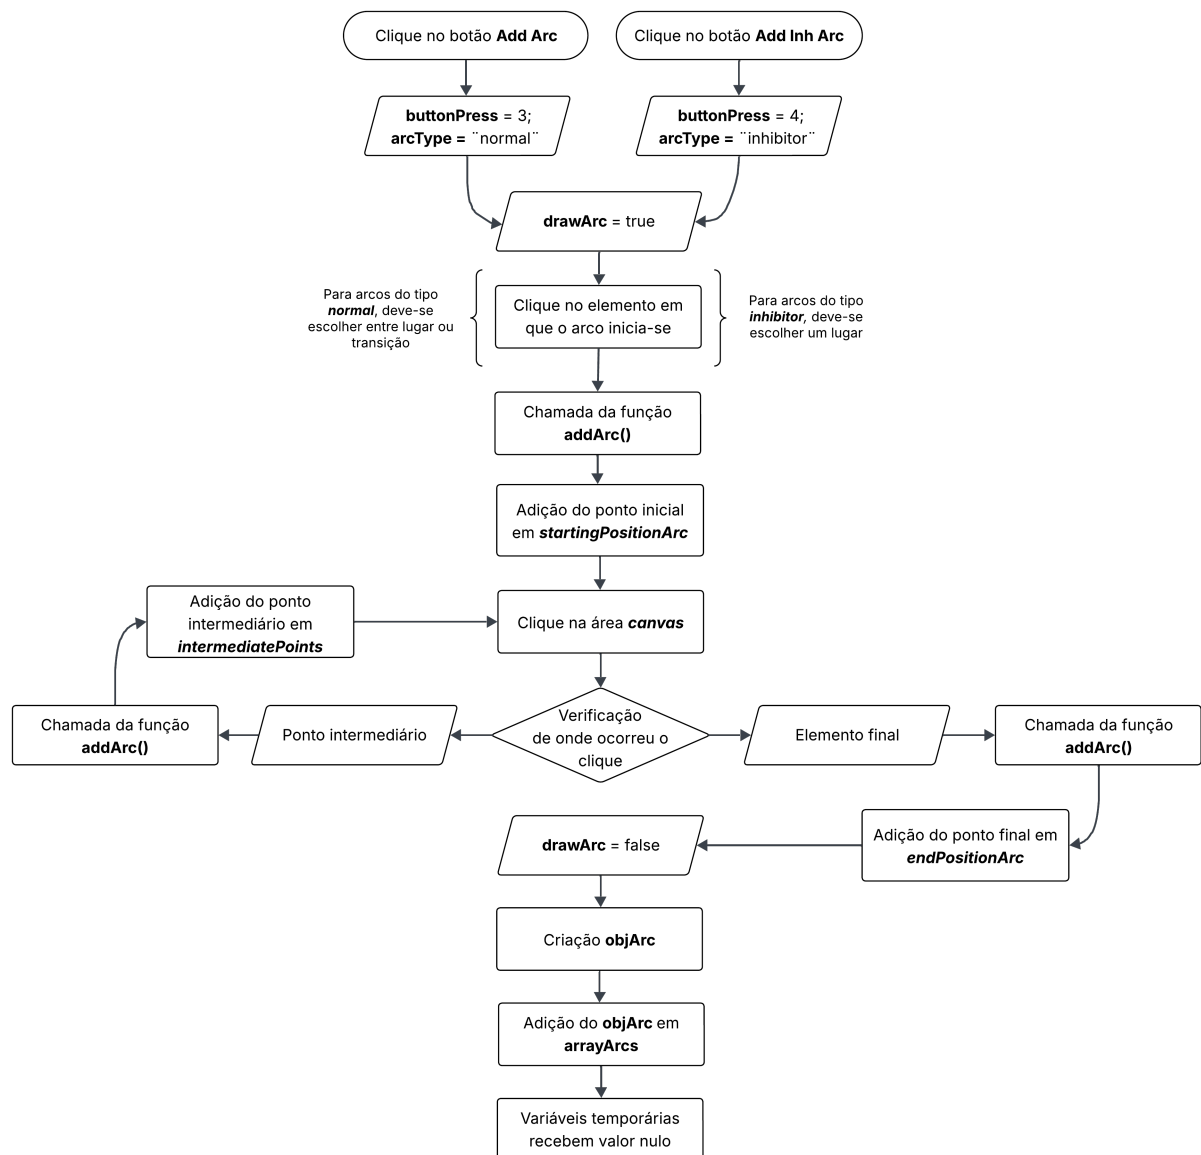 Clique no botão Add Arc
Clique no botão Add Inh Arc
buttonPress = 3;
arcType = ¨normal¨
buttonPress = 4;
arcType = ¨inhibitor¨
drawArc = true
Para arcos do tipo
normal, deve-se
escolher entre lugar ou
transição
Clique no elemento em
que o arco inicia-se
Para arcos do tipo
inhibitor, deve-se
escolher um lugar
Chamada da função
addArc()
Adição do ponto inicial
em startingPositionArc
Adição do ponto
intermediário em
intermediatePoints
Clique na área canvas
Chamada da função
addArc()
Ponto intermediário
Verificação
de onde ocorreu o
clique
Elemento final
Chamada da função
addArc()
drawArc = false
Adição do ponto final em
endPositionArc
Criação objArc
Adição do objArc em
arrayArcs
Variáveis temporárias
recebem valor nulo